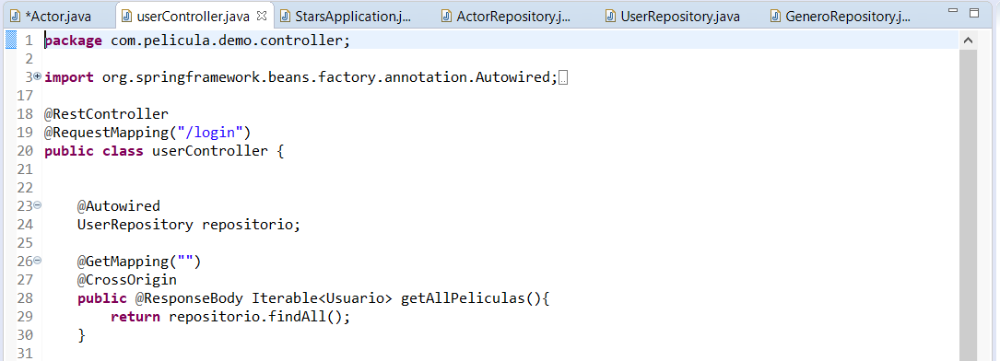 *Actor.java userController.java StarsApplication.j... ActorRepository.j... UserRepository.java GeneroRepository.j...
1 package com.pelicula.demo.controller;
2
3 import org.springframework.beans.factory.annotation.Autowired;
17
18 @RestController
19 @RequestMapping("/login")
20 public class userController {
21
22
23 @Autowired
24 UserRepository repositorio;
25
26 @GetMapping("")
27 @CrossOrigin
28 public @ResponseBody Iterable<Usuario> getAllPeliculas(){
29 return repositorio.findAll();
30 }
31